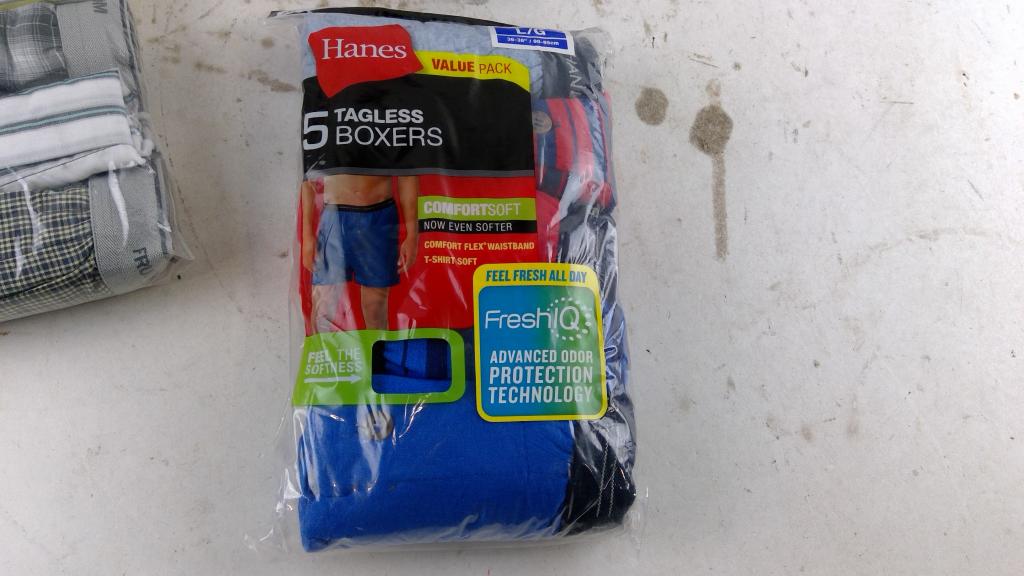 Hanes
VALUE PACK
L/G
5 TAGLESS
BOXERS
COMFORTSOFT
NOW EVEN SOFTER
COMFORT FLEX® WAISTBAND
T-SHIRT SOFT
FEEL FRESH ALL DAY
FreshIQ
ADVANCED ODOR
PROTECTION
TECHNOLOGY
FEEL THE
SOFTNESS